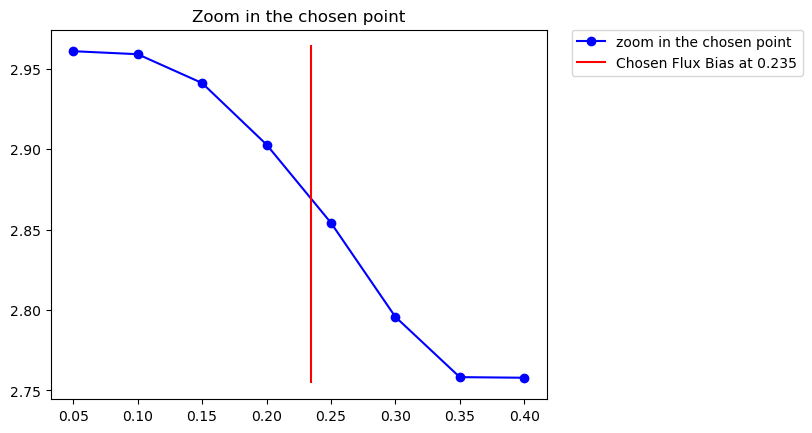 Zoom in the chosen point
zoom in the chosen point
Chosen Flux Bias at 0.235
2.95
2.90
2.85
2.80
2.75
0.05 0.10 0.15 0.20 0.25 0.30 0.35 0.40